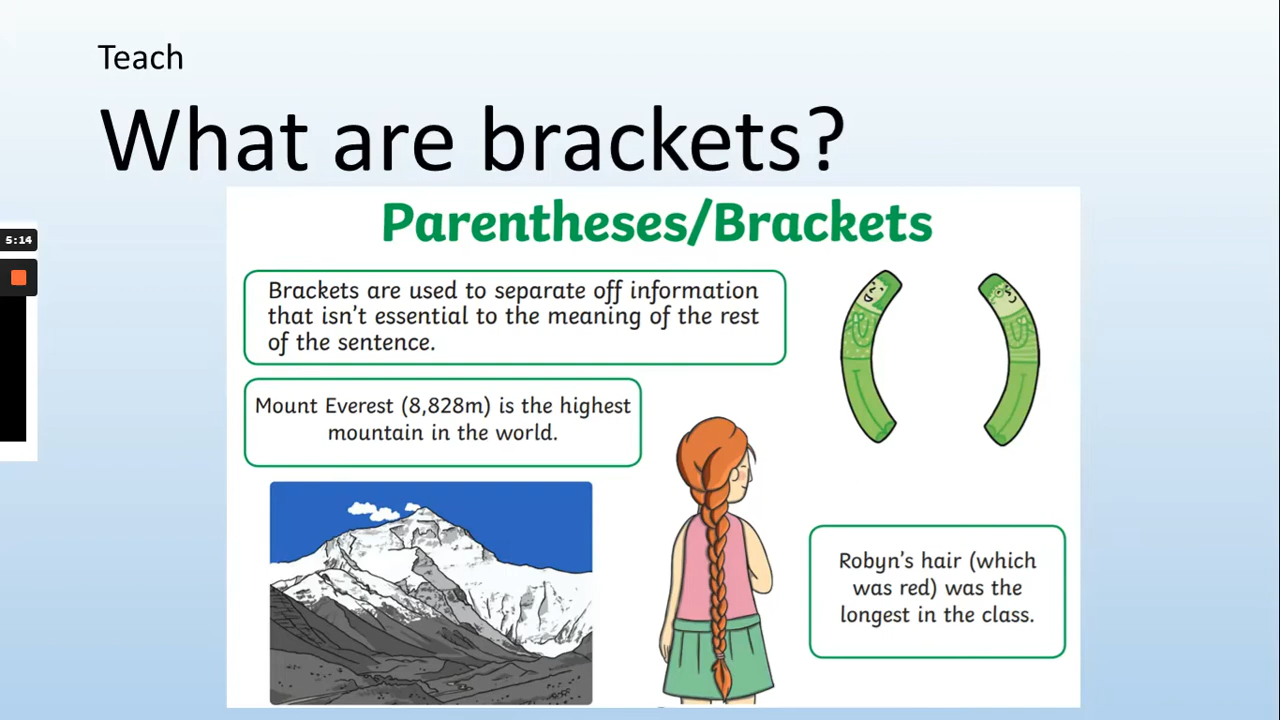 Teach
What are brackets?
Parentheses/Brackets
Brackets are used to separate off information
that isn't essential to the meaning of the rest
of the sentence.
5:14
Mount Everest (8,828m) is the highest
mountain in the world.
Robyn's hair (which
was red) was the
longest in the class.